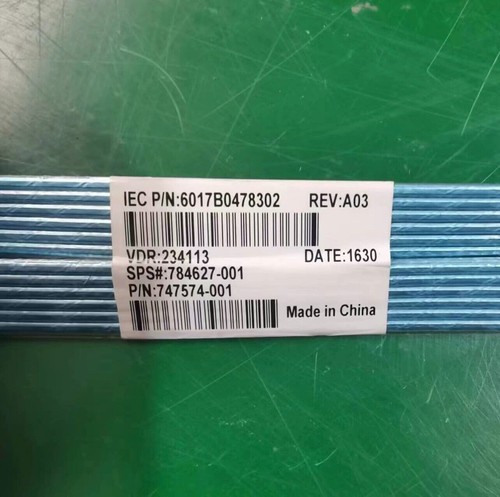 IEC P/N:6017B0478302 REV:A03
VDR:234113 DATE:1630
SPS#:784627-001
P/N:747574-001
Made in China